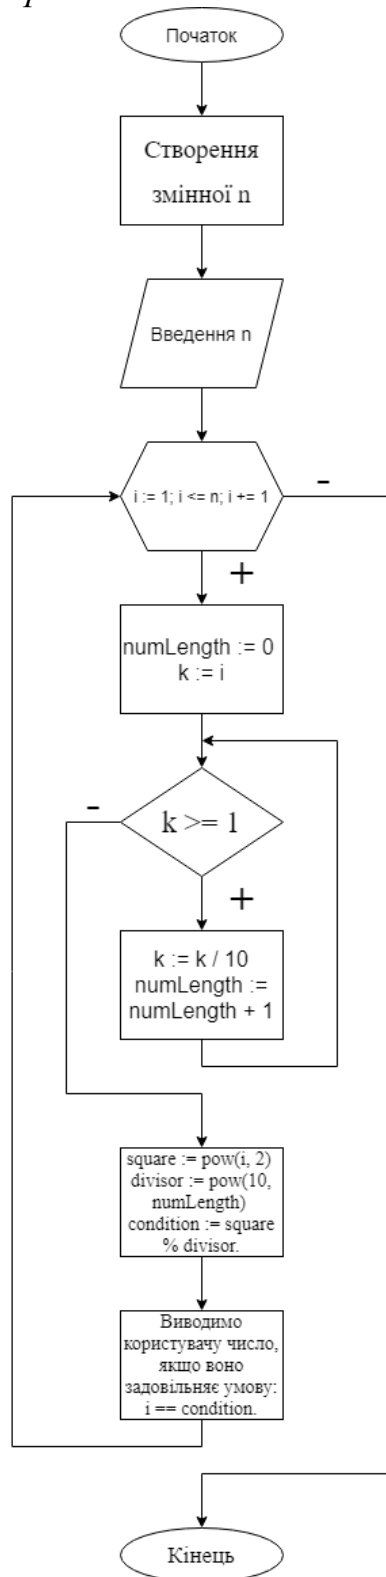 Початок
Створення
змінної n
Введення n
i := 1; i <= n; i += 1
-
+
numLength := 0
k := i
-
k >= 1
+
k := k / 10
numLength :=
numLength + 1
square := pow(i, 2)
divisor := pow(10,
numLength)
condition := square
% divisor.
Виводимо
користувачу число,
якщо воно
задовільняє умову:
i == condition.
Кінець